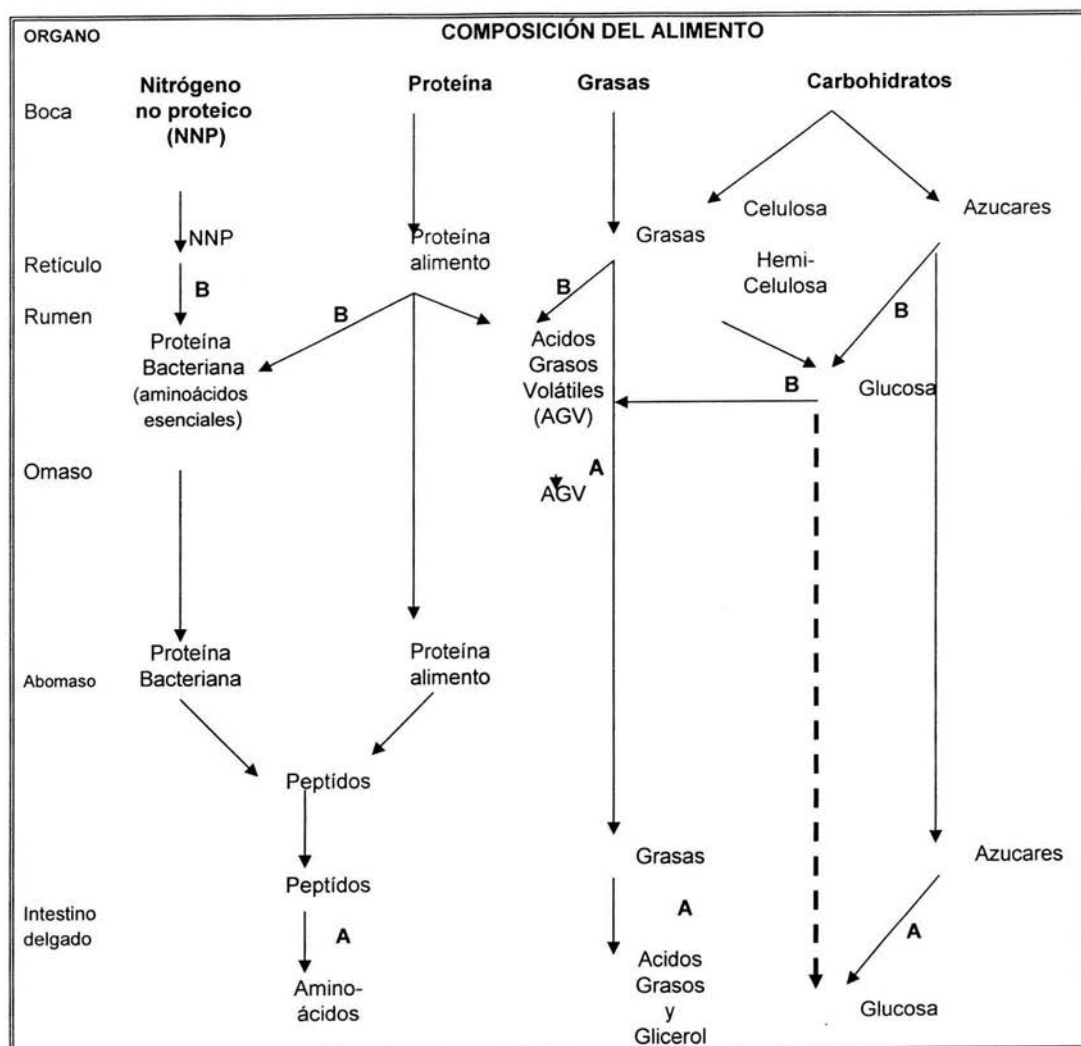 ORGANO
COMPOSICIÓN DEL ALIMENTO
Nitrógeno
no proteico
(NNP)
Proteína
Grasas
Carbohidratos
Boca
Celulosa
Azucares
NNP
Proteína
alimento
Grasas
Retículo
Hemi-
Celulosa
B
B
B
B
Rumen
Proteína
Bacteriana
(aminoácidos
esenciales)
Acidos
Grasos
Volátiles
(AGV)
B
Glucosa
Omaso
A
AGV
Abomaso
Proteína
Bacteriana
Proteína
alimento
Peptídos
Grasas
Azucares
Peptídos
Intestino
delgado
A
A
A
Amino-
ácidos
Acidos
Grasos
y
Glicerol
Glucosa